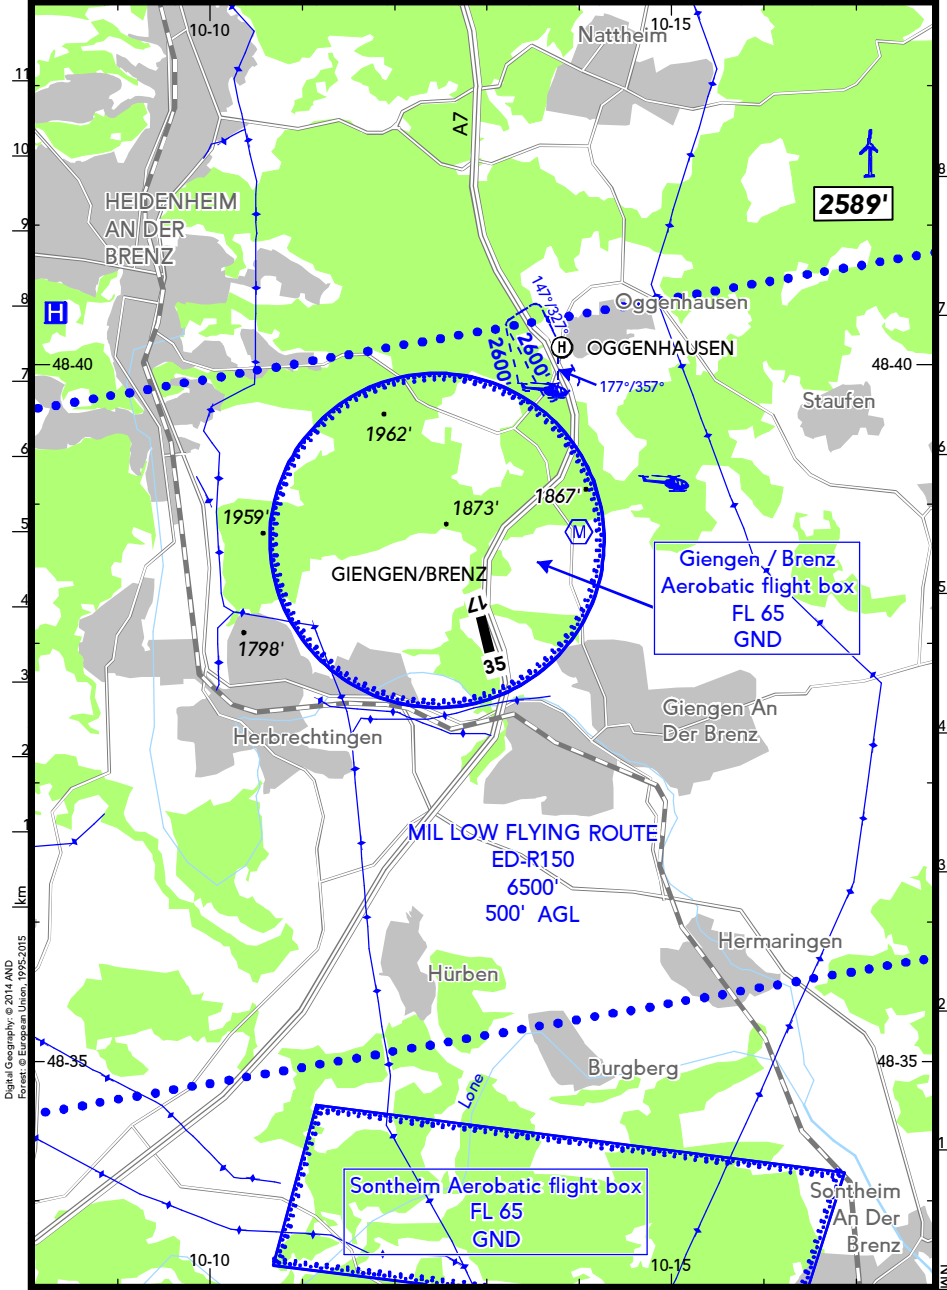 10-10
10-15
Nattheim
11
A7
10
8
HEIDENHEIM
AN DER
BRENZ
2589'
9
8
H
147°/327°
Oggenhausen
7
2600'
2600'
H OGGENHAUSEN
48-40
48-40
7
177°/357°
Staufen
1962'
6
6
1867'
1959'
1873'
5
M
Giengen / Brenz
Aerobatic flight box
FL 65
GND
GIENGEN/BRENZ
5
4
17
35
1798'
3
Giengen An
Der Brenz
4
Herbrechtingen
2
1
MIL LOW FLYING ROUTE
ED-R150
6500'
500' AGL
3
km
Hermaringen
Hürben
2
Digital Geography: © 2014 AND
Forest: © European Union, 1995-2015
48-35
48-35
Burgberg
Lone
1
Sontheim Aerobatic flight box
FL 65
GND
Sontheim
An Der
Brenz
10-10
10-15